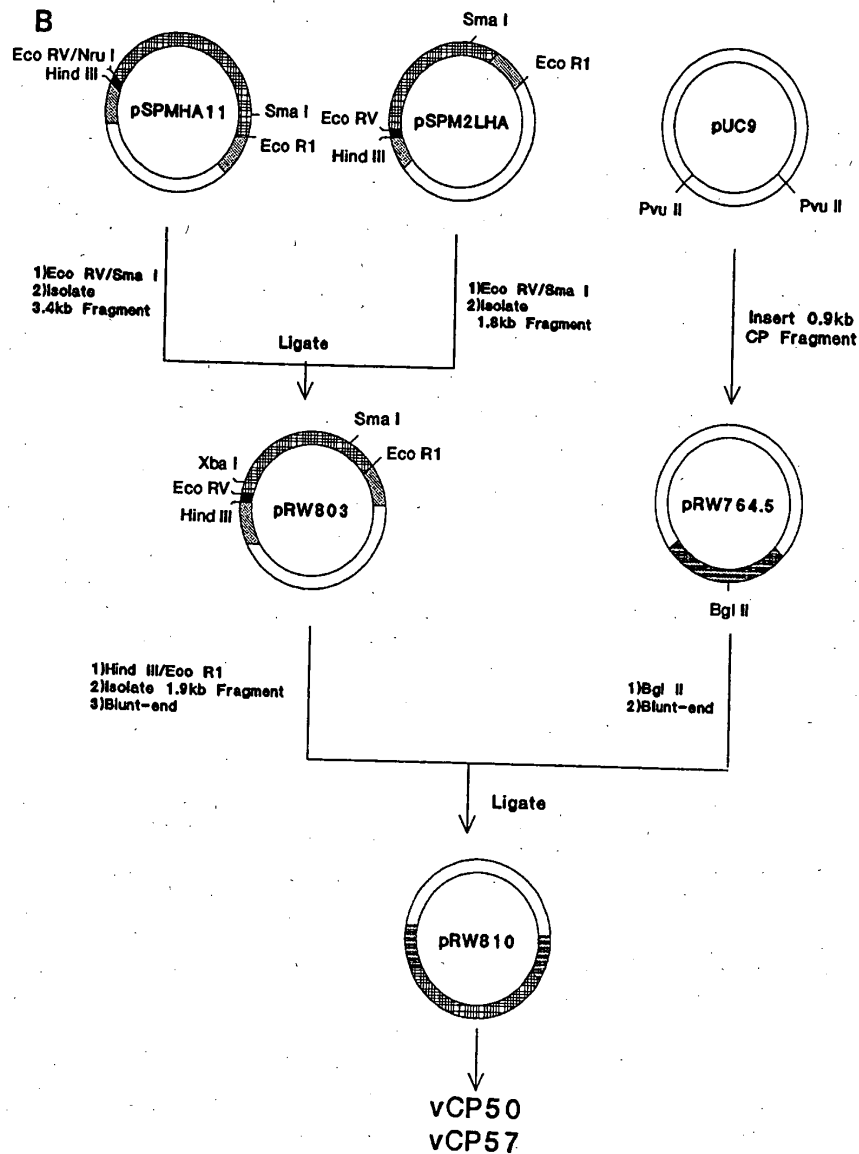 B
Eco RV/Nru I
Hind III
pSPMHA11
Sma I
Eco R1
Sma I
Eco R1
pSPM2LHA
Eco RV
Hind III
pUC9
Pvu II
Pvu II
1)Eco RV/Sma I
2)Isolate
3.4kb Fragment
1)Eco RV/Sma I
2)Isolate
1.8kb Fragment
Ligate
Insert 0.9kb
CP Fragment
Sma I
Eco R1
Xba I
Eco RV
Hind III
pRW803
pRW764.5
Bgl II
1)Hind III/Eco R1
2)Isolate 1.9kb Fragment
3)Blunt-end
1)Bgl II
2)Blunt-end
Ligate
pRW810
vCP50
vCP57